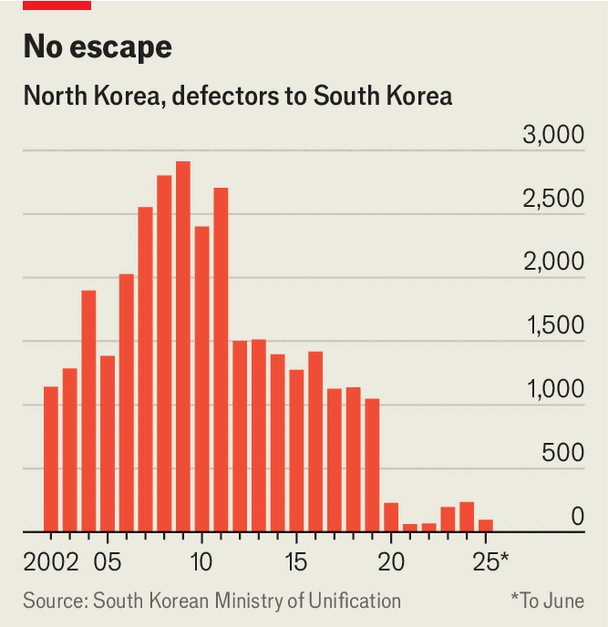 No escape
North Korea, defectors to South Korea
3,000
2,500
2,000
1,500
1,000
500
0
2002 05 10 15 20 25*
Source: South Korean Ministry of Unification *To June